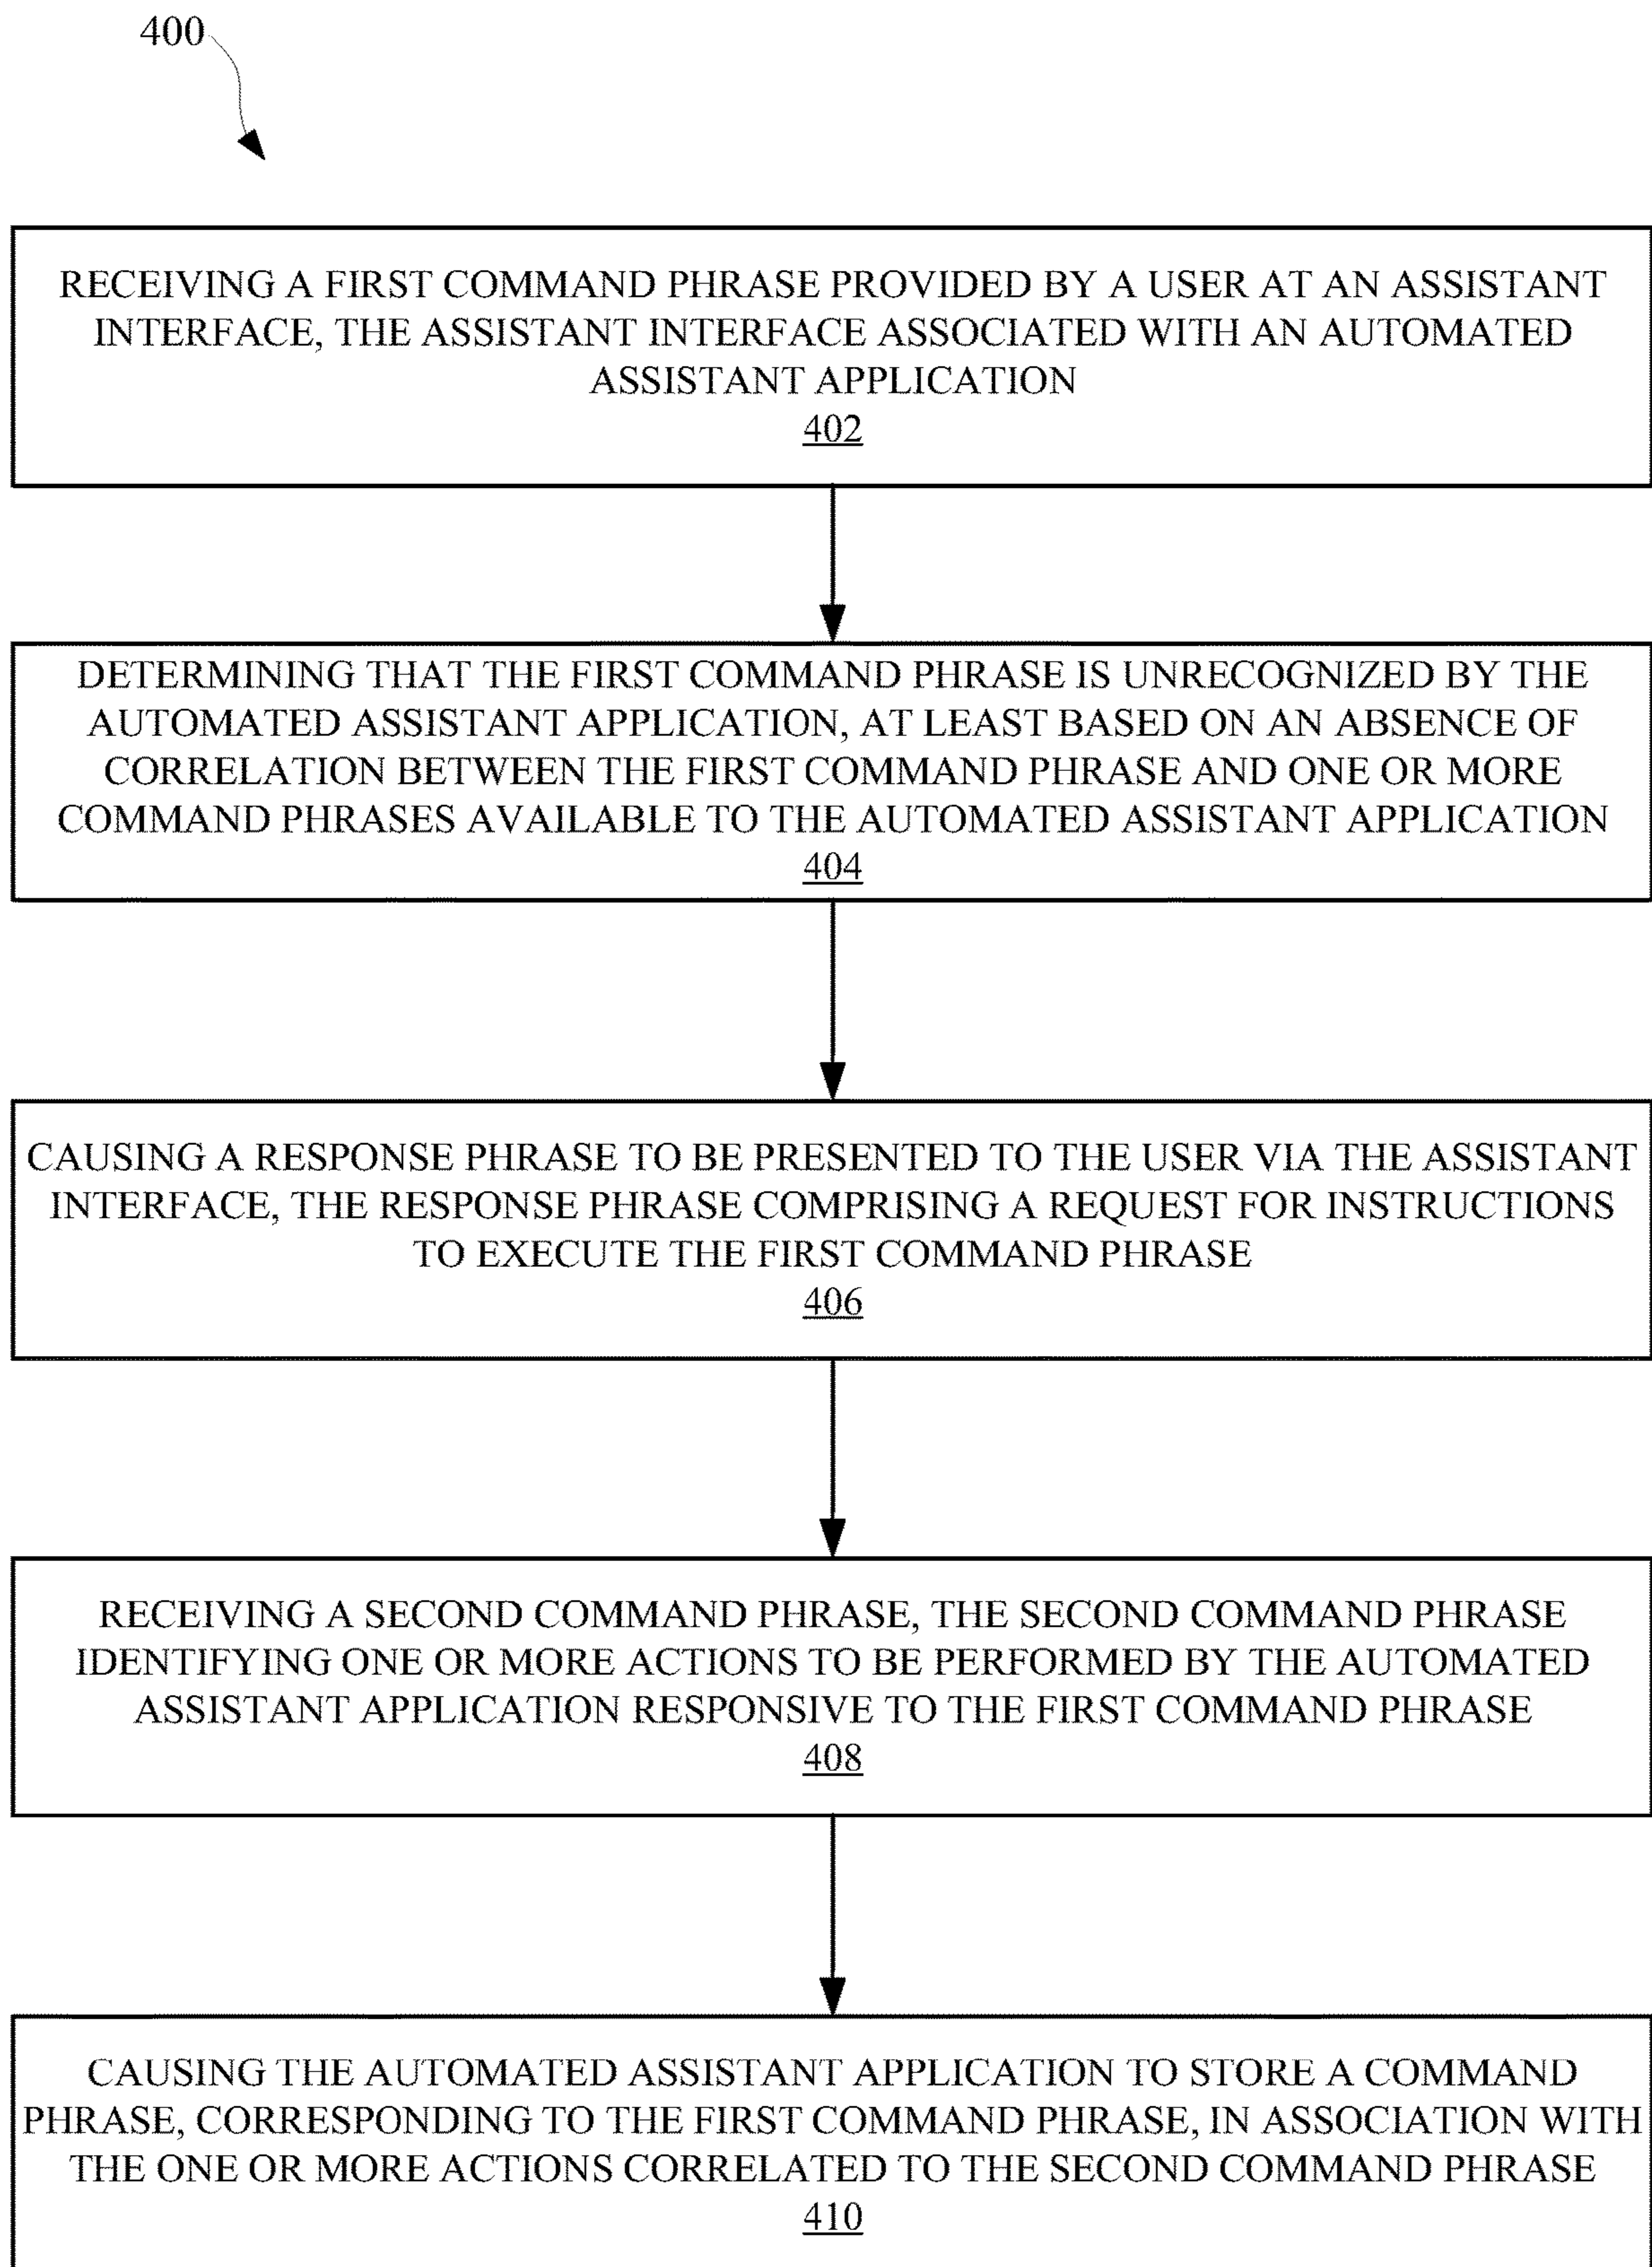 400
RECEIVING A FIRST COMMAND PHRASE PROVIDED BY A USER AT AN ASSISTANT
INTERFACE, THE ASSISTANT INTERFACE ASSOCIATED WITH AN AUTOMATED
ASSISTANT APPLICATION
402
DETERMINING THAT THE FIRST COMMAND PHRASE IS UNRECOGNIZED BY THE
AUTOMATED ASSISTANT APPLICATION, AT LEAST BASED ON AN ABSENCE OF
CORRELATION BETWEEN THE FIRST COMMAND PHRASE AND ONE OR MORE
COMMAND PHRASES AVAILABLE TO THE AUTOMATED ASSISTANT APPLICATION
404
CAUSING A RESPONSE PHRASE TO BE PRESENTED TO THE USER VIA THE ASSISTANT
INTERFACE, THE RESPONSE PHRASE COMPRISING A REQUEST FOR INSTRUCTIONS
TO EXECUTE THE FIRST COMMAND PHRASE
406
RECEIVING A SECOND COMMAND PHRASE, THE SECOND COMMAND PHRASE
IDENTIFYING ONE OR MORE ACTIONS TO BE PERFORMED BY THE AUTOMATED
ASSISTANT APPLICATION RESPONSIVE TO THE FIRST COMMAND PHRASE
408
CAUSING THE AUTOMATED ASSISTANT APPLICATION TO STORE A COMMAND
PHRASE, CORRESPONDING TO THE FIRST COMMAND PHRASE, IN ASSOCIATION WITH
THE ONE OR MORE ACTIONS CORRELATED TO THE SECOND COMMAND PHRASE
410